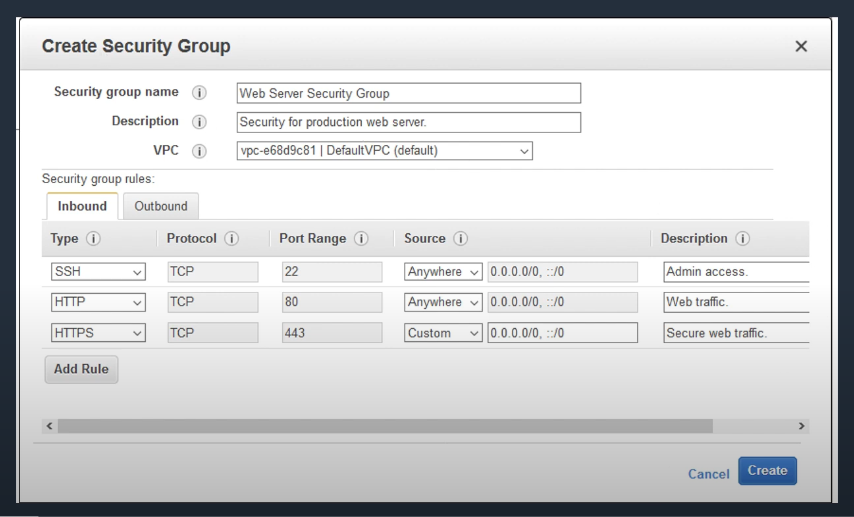 Create Security Group
Security group name Web Server Security Group
Description Security for production web server.
VPC vpc-e68d9c81 | DefaultVPC (default)
Security group rules:
Inbound Outbound
Type Protocol Port Range Source Description
SSH TCP 22 Anywhere 0.0.0.0/0, ::/0 Admin access.
HTTP TCP 80 Anywhere 0.0.0.0/0, ::/0 Web traffic.
HTTPS TCP 443 Custom 0.0.0.0/0, ::/0 Secure web traffic.
Add Rule
Cancel Create